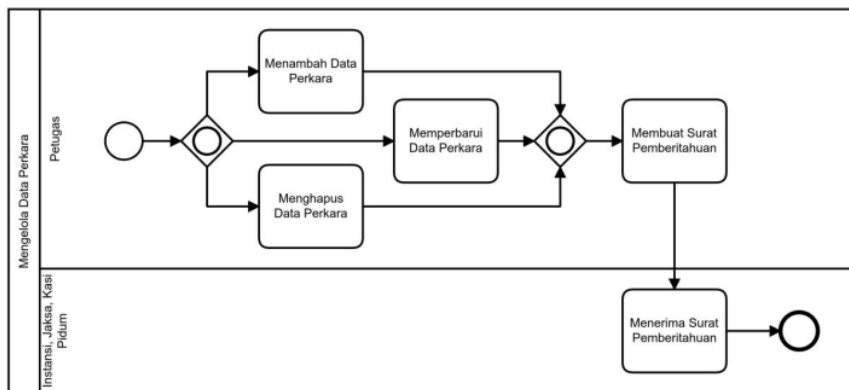 Mengelola Data Perkara
Petugas
Menambah Data
Perkara
Memperbarui
Data Perkara
Menghapus
Data Perkara
Membuat Surat
Pemberitahuan
Instansi, Jaksa, Kasi
Pidum
Menerima Surat
Pemberitahuan